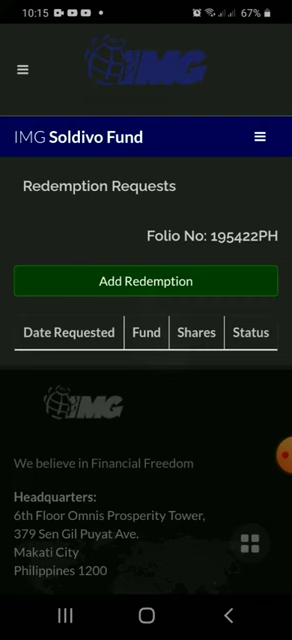 10:15
67%
IMG
IMG Soldivo Fund
Redemption Requests
Folio No: 195422PH
Add Redemption
Date Requested Fund Shares Status
IMG
We believe in Financial Freedom
Headquarters:
6th Floor Omnis Prosperity Tower,
379 Sen Gil Puyat Ave.
Makati City
Philippines 1200